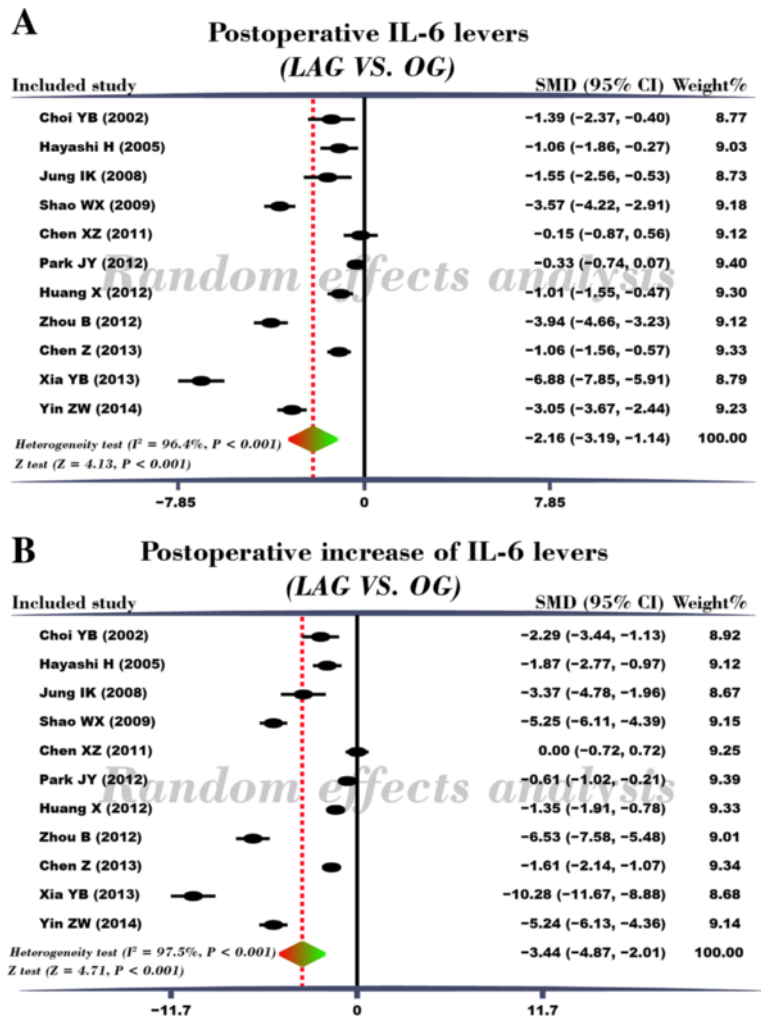 A
Postoperative IL-6 levers
(LAG VS. OG)
Included study SMD (95% CI) Weight%
Choi YB (2002) −1.39 (−2.37, −0.40) 8.77
Hayashi H (2005) −1.06 (−1.86, −0.27) 9.03
Jung IK (2008) −1.55 (−2.56, −0.53) 8.73
Shao WX (2009) −3.57 (−4.22, −2.91) 9.18
Chen XZ (2011) −0.15 (−0.87, 0.56) 9.12
Random effects analysis
Park JY (2012) −0.33 (−0.74, 0.07) 9.40
Huang X (2012) −1.01 (−1.55, −0.47) 9.30
Zhou B (2012) −3.94 (−4.66, −3.23) 9.12
Chen Z (2013) −1.06 (−1.56, −0.57) 9.33
Xia YB (2013) −6.88 (−7.85, −5.91) 8.79
Yin ZW (2014) −3.05 (−3.67, −2.44) 9.23
Heterogeneity test (I² = 96.4%, P < 0.001) −2.16 (−3.19, −1.14) 100.00
Z test (Z = 4.13, P < 0.001)
−7.85 0 7.85
B
Postoperative increase of IL-6 levers
(LAG VS. OG)
Included study SMD (95% CI) Weight%
Choi YB (2002) −2.29 (−3.44, −1.13) 8.92
Hayashi H (2005) −1.87 (−2.77, −0.97) 9.12
Jung IK (2008) −3.37 (−4.78, −1.96) 8.67
Shao WX (2009) −5.25 (−6.11, −4.39) 9.15
Chen XZ (2011) 0.00 (−0.72, 0.72) 9.25
Random effects analysis
Park JY (2012) −0.61 (−1.02, −0.21) 9.39
Huang X (2012) −1.35 (−1.91, −0.78) 9.33
Zhou B (2012) −6.53 (−7.58, −5.48) 9.01
Chen Z (2013) −1.61 (−2.14, −1.07) 9.34
Xia YB (2013) −10.28 (−11.67, −8.88) 8.68
Yin ZW (2014) −5.24 (−6.13, −4.36) 9.14
Heterogeneity test (I² = 97.5%, P < 0.001) −3.44 (−4.87, −2.01) 100.00
Z test (Z = 4.71, P < 0.001)
−11.7 0 11.7